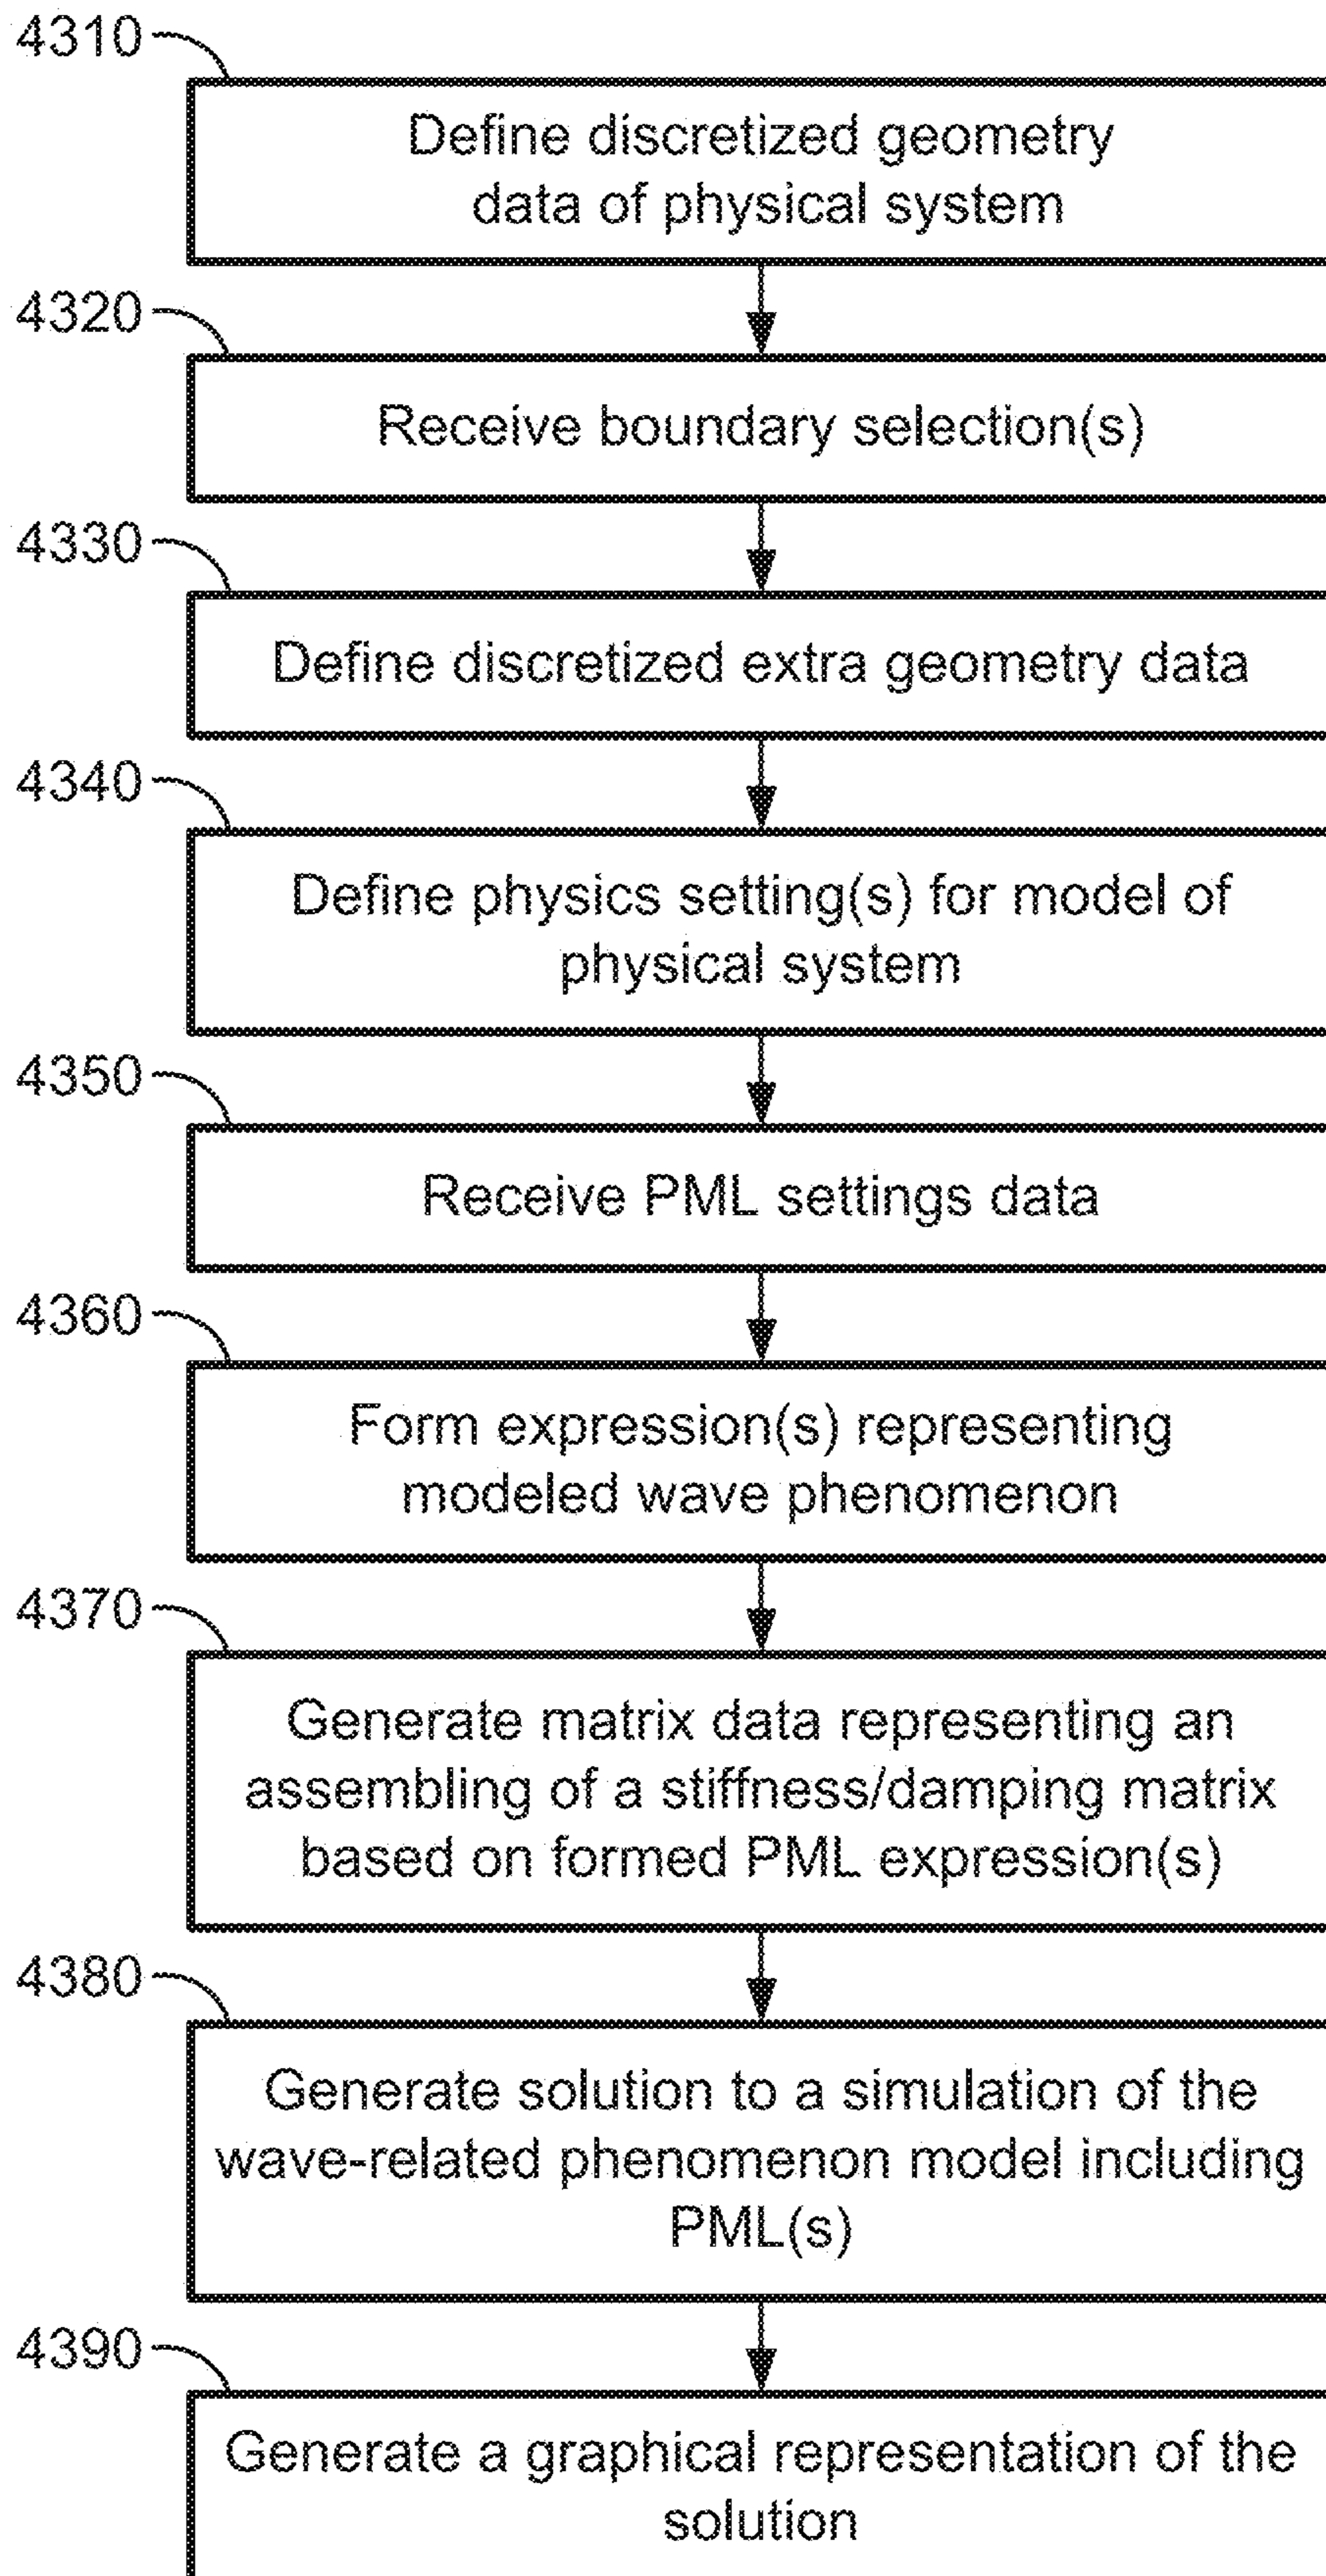 4310
Define discretized geometry
data of physical system
4320
Receive boundary selection(s)
4330
Define discretized extra geometry data
4340
Define physics setting(s) for model of
physical system
4350
Receive PML settings data
4360
Form expression(s) representing
modeled wave phenomenon
4370
Generate matrix data representing an
assembling of a stiffness/damping matrix
based on formed PML expression(s)
4380
Generate solution to a simulation of the
wave-related phenomenon model including
PML(s)
4390
Generate a graphical representation of the
solution